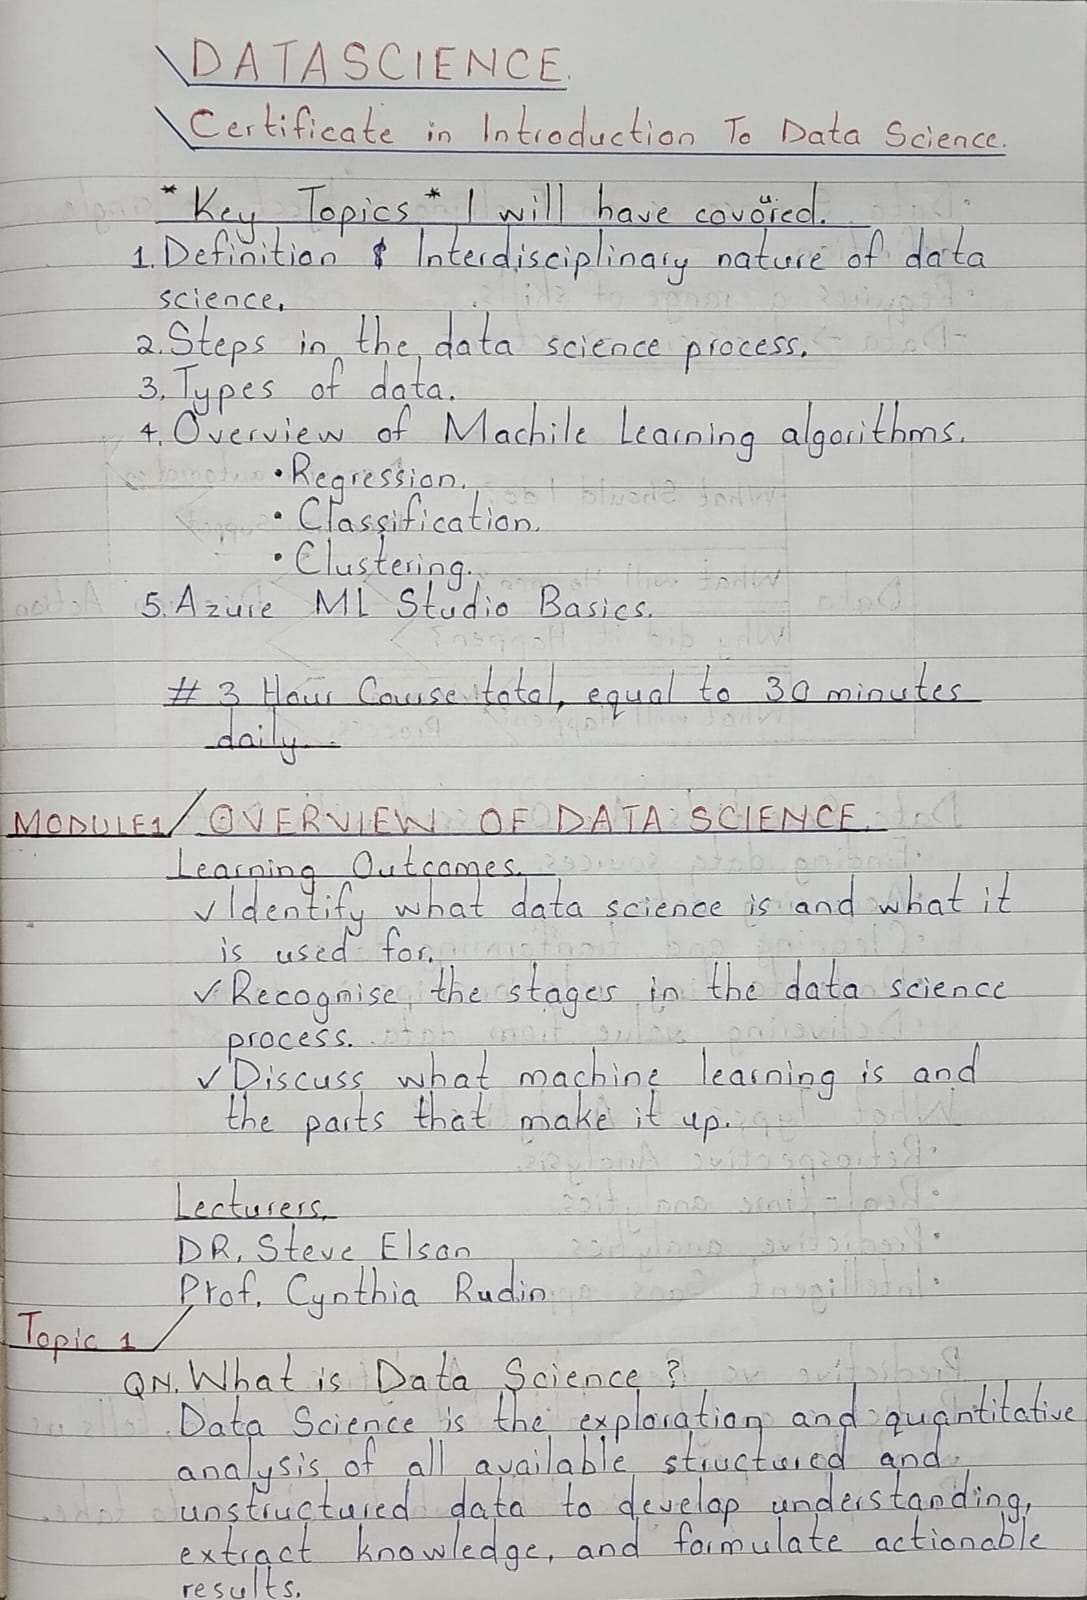 DATASCIENCE.
Certificate in Introduction To Data Science.
* Key Topics * I will have covered.
1. Definition & Interdisciplinary nature of data
science.
2. Steps in the data science process.
3. Types of data.
4. Overview of Machile Learning algorithms.
• Regression.
• Classification.
• Clustering.
5. Azure ML Studio Basics.
# 3 Hour Course total, equal to 30 minutes
daily.
MODULE1/ OVERVIEW OF DATA SCIENCE.
Learning Outcomes.
✓ Identify what data science is and what it
is used for.
✓ Recognise the stages in the data science
process.
✓ Discuss what machine learning is and
the parts that make it up.
Lecturers.
DR. Steve Elson
Prof. Cynthia Rudin
Topic 1/
QN. What is Data Science?
Data Science is the exploration and quantitative
analysis of all available structured and
unstructured data to develop understanding,
extract knowledge, and formulate actionable
results.